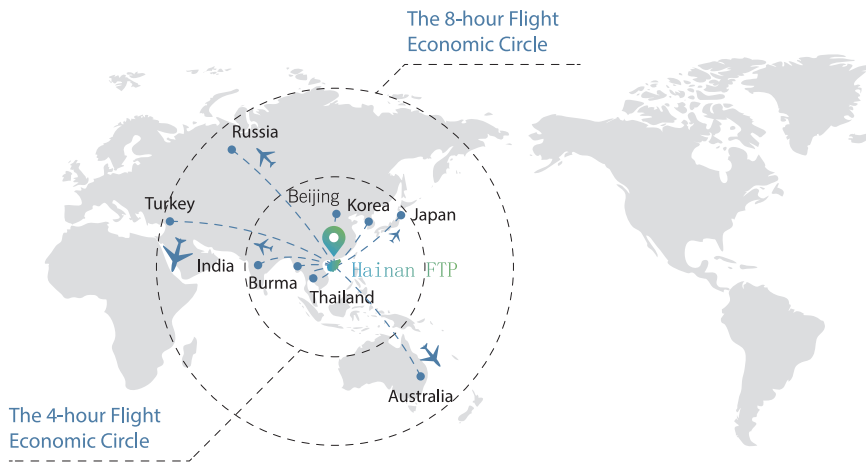 The 8-hour Flight
Economic Circle
Russia
Beijing
Turkey
Korea
Japan
India
Hainan FTP
Burma
Thailand
Australia
The 4-hour Flight
Economic Circle